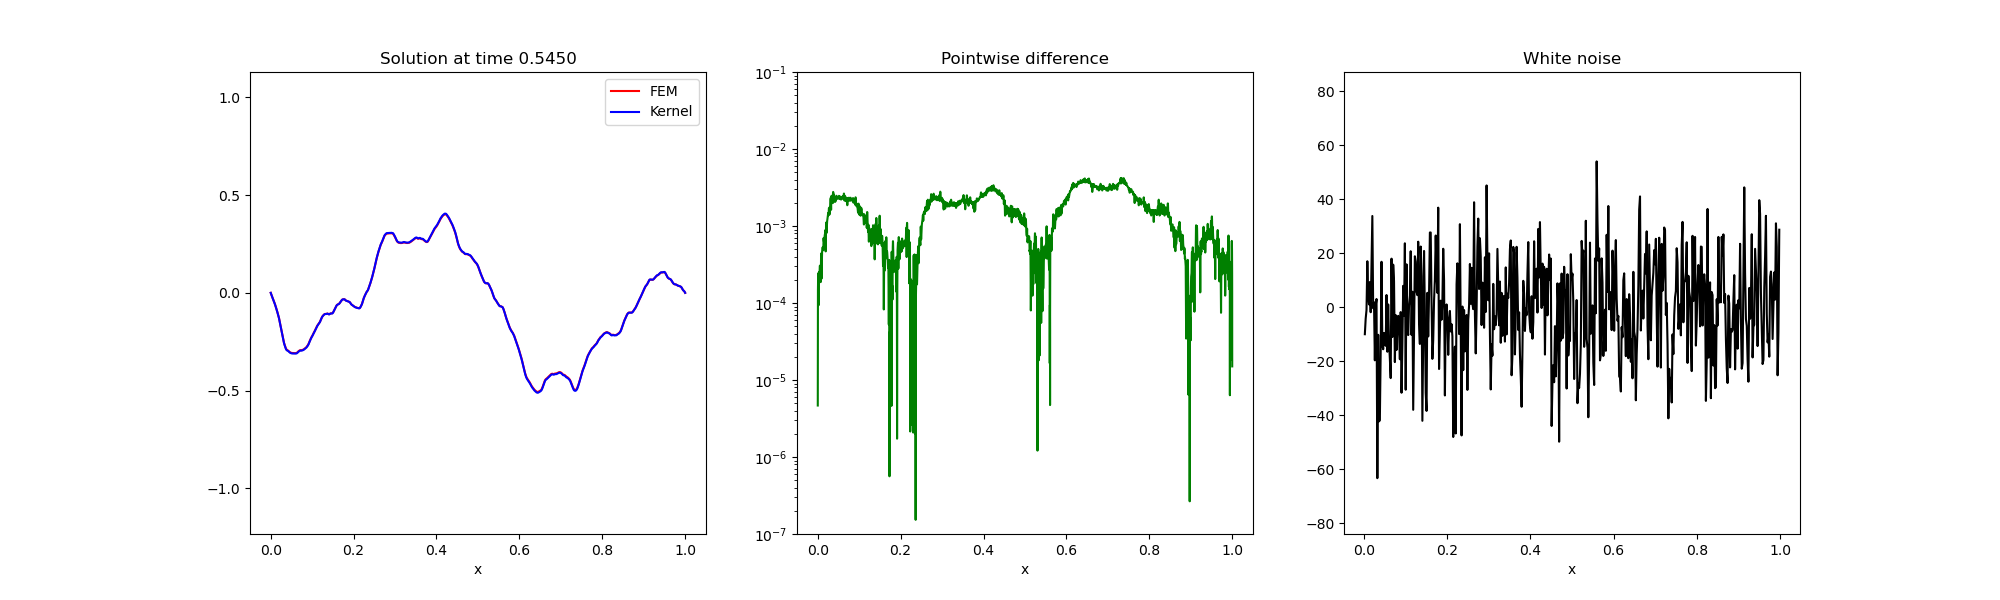 Solution at time 0.5450
1.0
0.5
0.0
−0.5
−1.0
FEM
Kernel
0.0 0.2 0.4 0.6 0.8 1.0
x
Pointwise difference
10⁻¹
10⁻²
10⁻³
10⁻⁴
10⁻⁵
10⁻⁶
10⁻⁷
0.0 0.2 0.4 0.6 0.8 1.0
x
White noise
80
60
40
20
0
−20
−40
−60
−80
0.0 0.2 0.4 0.6 0.8 1.0
x